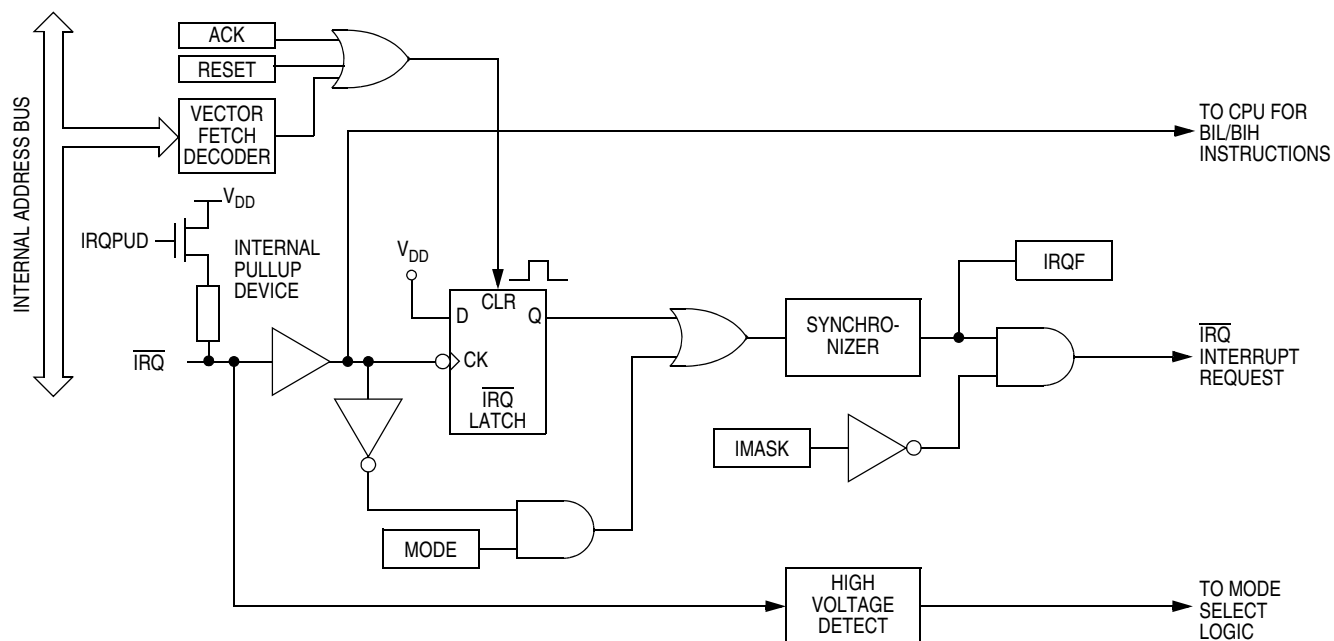 INTERNAL ADDRESS BUS
ACK
RESET
VECTOR
FETCH
DECODER
TO CPU FOR
BIL/BIH
INSTRUCTIONS
VDD
IRQPUD
INTERNAL
PULLUP
DEVICE
VDD
CLR
D
Q
CK
IRQ
LATCH
IRQ
SYNCHRO-
NIZER
IRQF
IRQ
INTERRUPT
REQUEST
IMASK
MODE
HIGH
VOLTAGE
DETECT
TO MODE
SELECT
LOGIC